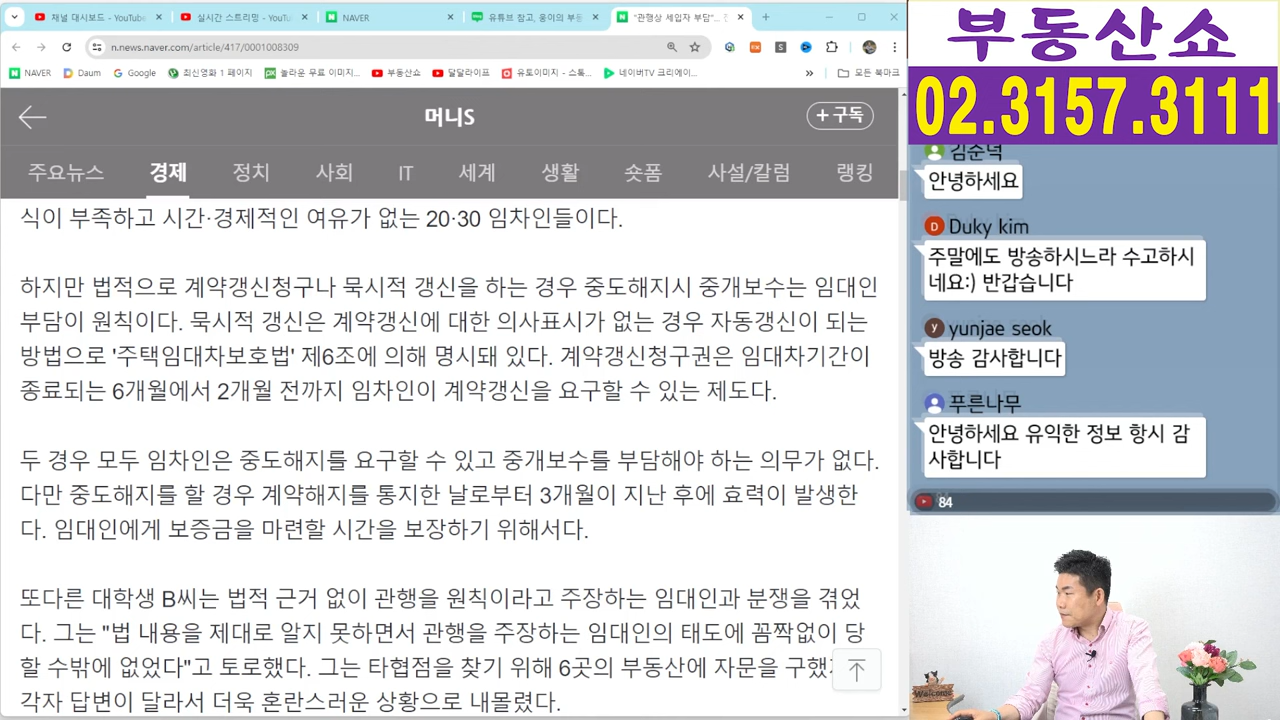 채널 대시보드 - YouTube
실시간 스트리밍 - YouTu
NAVER
유튜브 참고, 웅이의 부동
"관행상 세입자 부담"...
n.news.naver.com/article/417/0001008309
NAVER
Daum
Google
최신영화 1 페이지
놀라운 무료 이미지...
부동산쇼
달달라이프
유토이미지 - 스톡...
네이버TV 크리에이...
모든 북마크
머니S
+ 구독
주요뉴스
경제
정치
사회
IT
세계
생활
숏폼
사설/칼럼
랭킹
식이 부족하고 시간·경제적인 여유가 없는 20·30 임차인들이다.
하지만 법적으로 계약갱신청구나 묵시적 갱신을 하는 경우 중도해지시 중개보수는 임대인
부담이 원칙이다. 묵시적 갱신은 계약갱신에 대한 의사표시가 없는 경우 자동갱신이 되는
방법으로 '주택임대차보호법' 제6조에 의해 명시돼 있다. 계약갱신청구권은 임대차기간이
종료되는 6개월에서 2개월 전까지 임차인이 계약갱신을 요구할 수 있는 제도다.
두 경우 모두 임차인은 중도해지를 요구할 수 있고 중개보수를 부담해야 하는 의무가 없다.
다만 중도해지를 할 경우 계약해지를 통지한 날로부터 3개월이 지난 후에 효력이 발생한
다. 임대인에게 보증금을 마련할 시간을 보장하기 위해서다.
또다른 대학생 B씨는 법적 근거 없이 관행을 원칙이라고 주장하는 임대인과 분쟁을 겪었
다. 그는 "법 내용을 제대로 알지 못하면서 관행을 주장하는 임대인의 태도에 꼼짝없이 당
할 수밖에 없었다"고 토로했다. 그는 타협점을 찾기 위해 6곳의 부동산에 자문을 구했
각자 답변이 달라서 더욱 혼란스러운 상황으로 내몰렸다.
부동산쇼
02.3157.3111
김순덕
안녕하세요
D Duky kim
주말에도 방송하시느라 수고하시
네요:) 반갑습니다
y yunjae seok
방송 감사합니다
푸른나무
안녕하세요 유익한 정보 항시 감
사합니다
84
Welcome